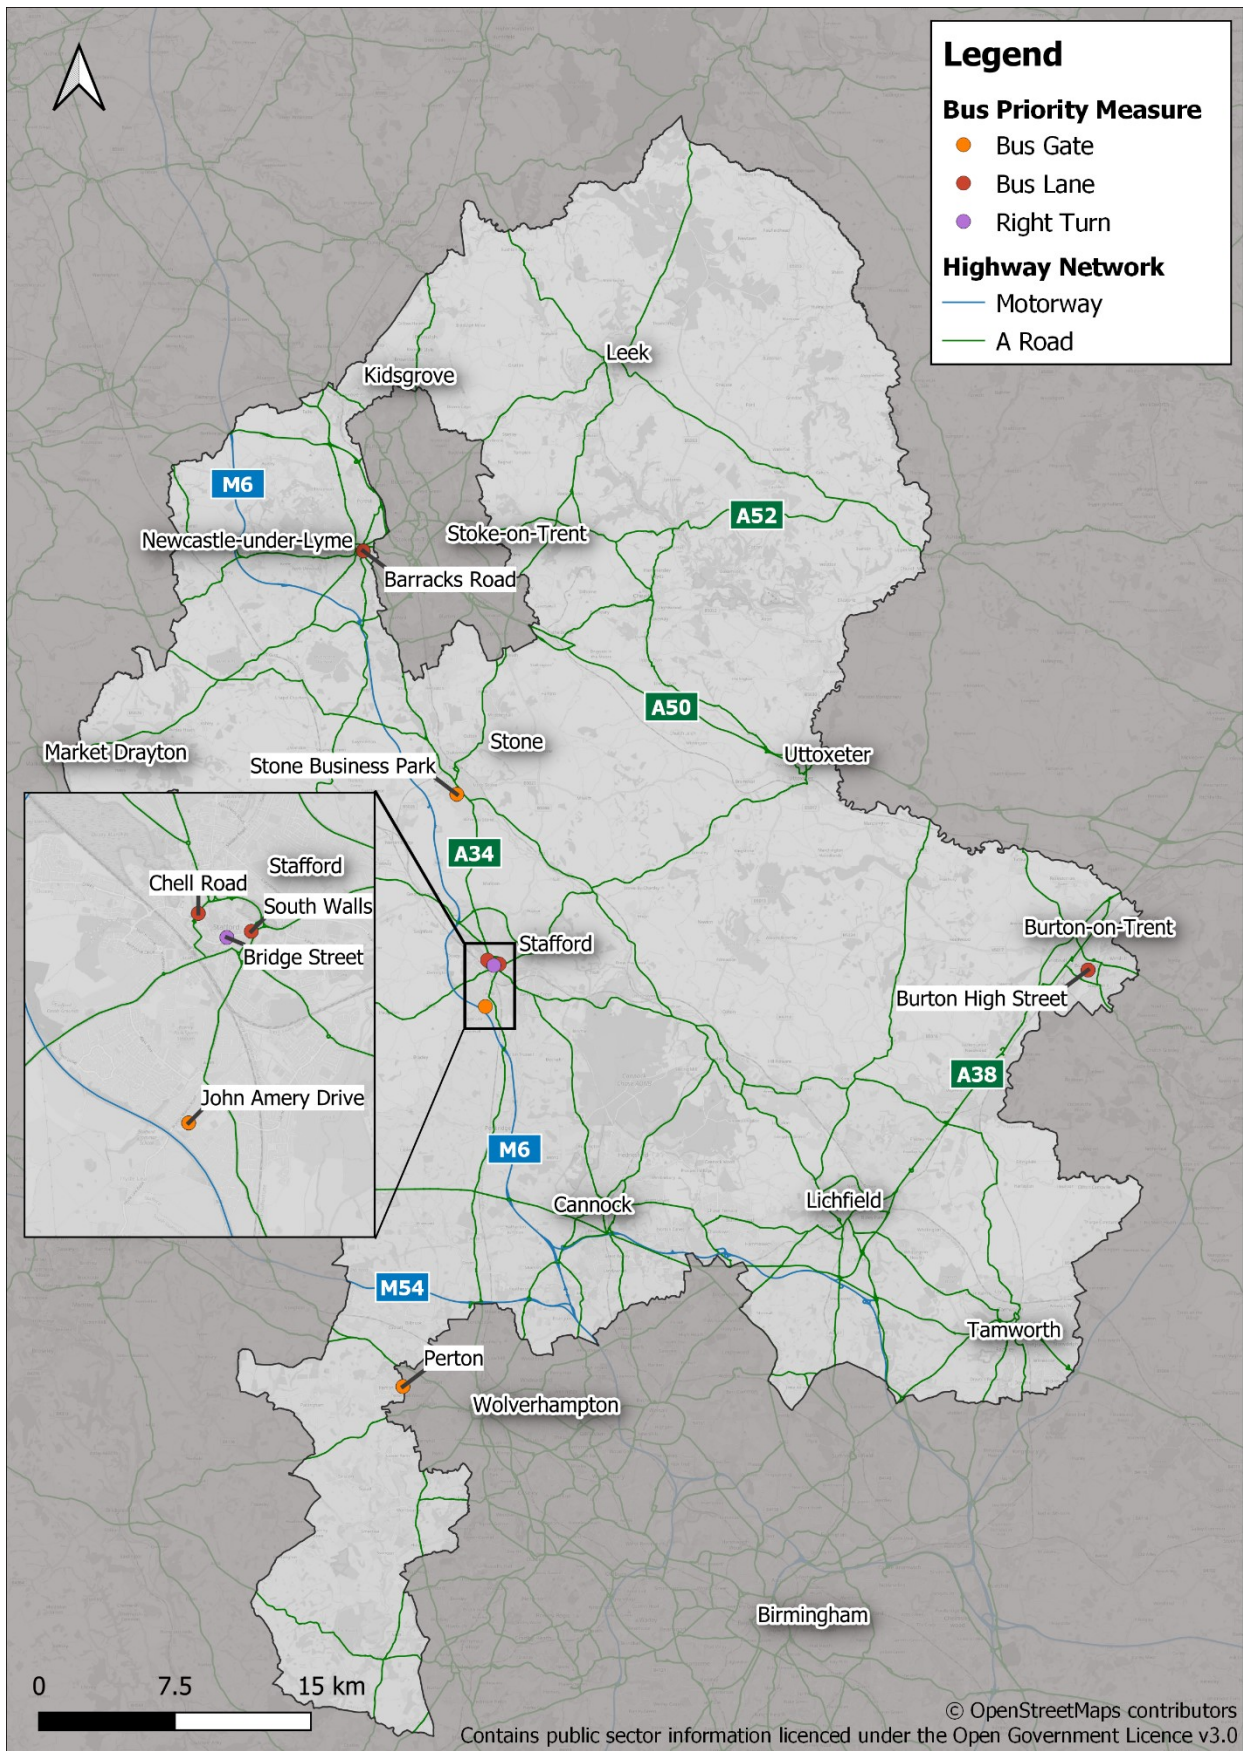 Legend
Bus Priority Measure
Bus Gate
Bus Lane
Right Turn
Highway Network
Motorway
A Road
Leek
Kidsgrove
M6
A52
Stoke-on-Trent
Newcastle-under-Lyme
Barracks Road
A50
Stone
Market Drayton
Uttoxeter
Stone Business Park
A34
Stafford
Chell Road
South Walls
Bridge Street
John Amery Drive
Stafford
Burton-on-Trent
Burton High Street
A38
M6
Cannock
Lichfield
M54
Tamworth
Perton
Wolverhampton
Birmingham
0 7.5 15 km
© OpenStreetMaps contributors
Contains public sector information licenced under the Open Government Licence v3.0